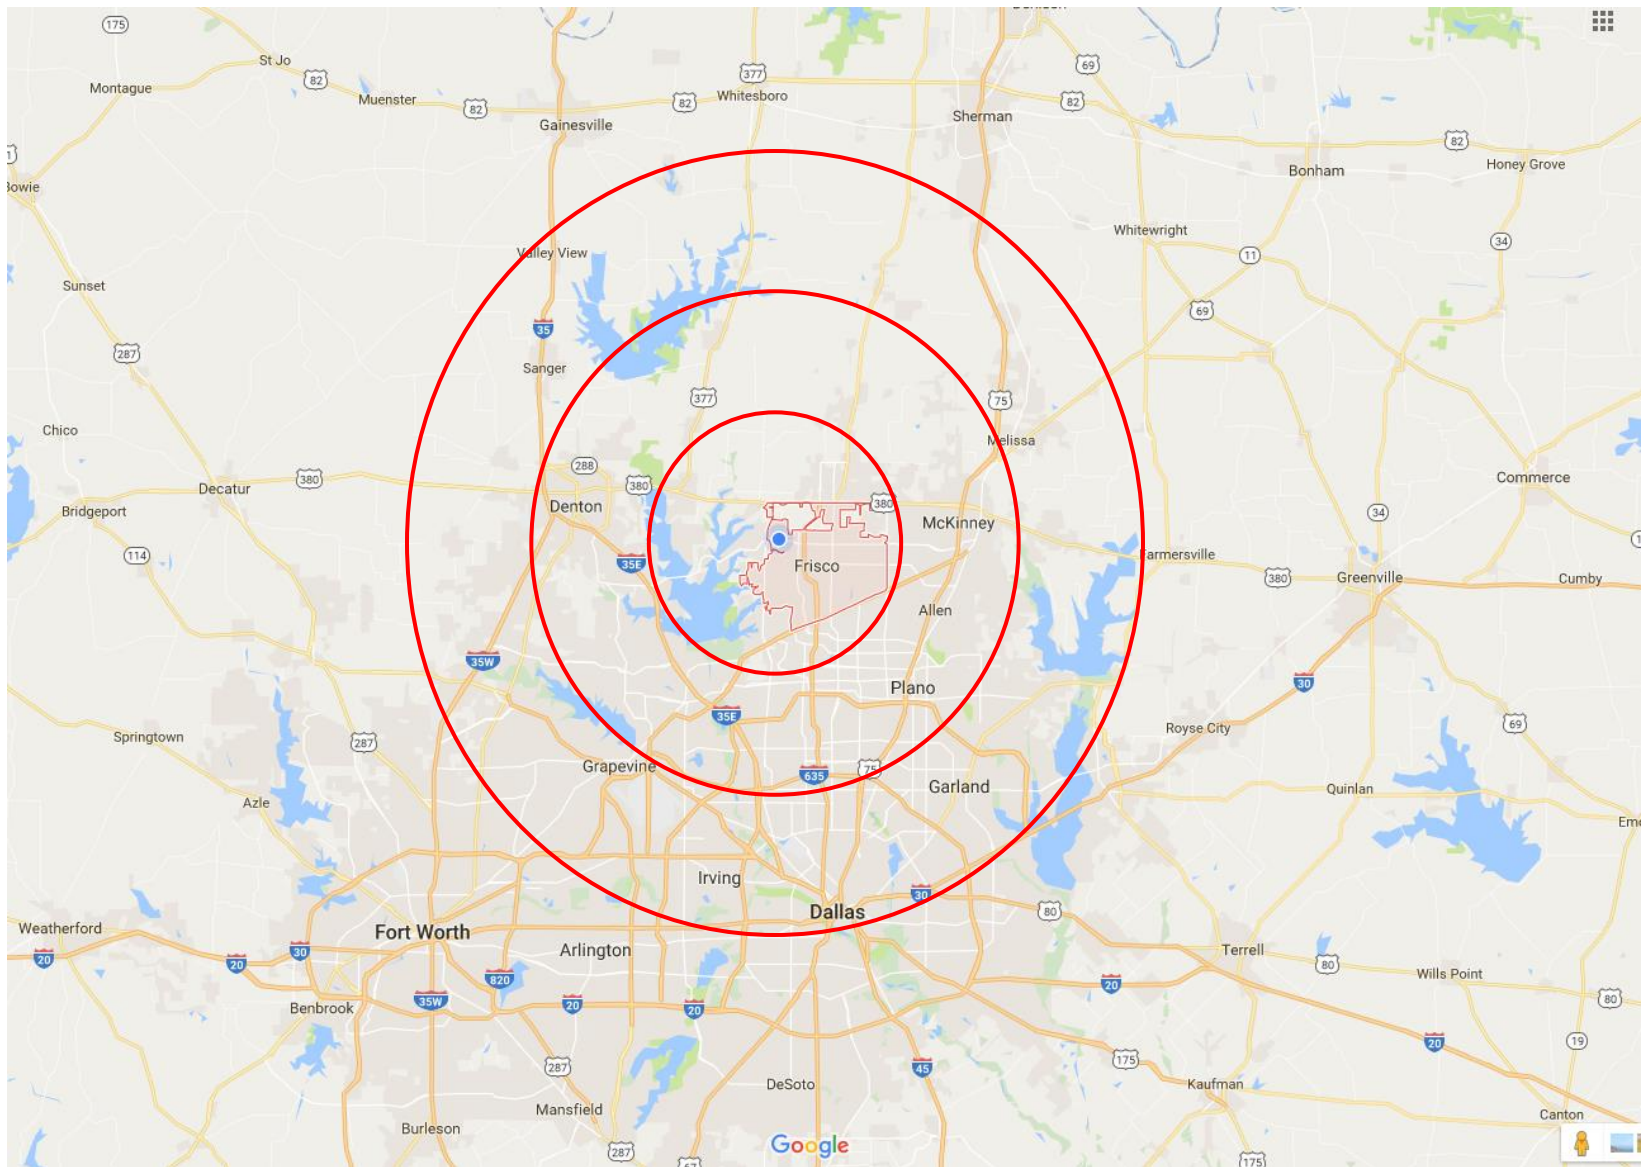 175
St Jo
82
Montague
Muenster
82
377
Whitesboro
82
69
82
Sherman
Gainesville
82
Bonham
Honey Grove
Bowie
Whitewright
34
11
Valley View
Sunset
69
35
287
Sanger
377
75
Chico
Melissa
288
380
Decatur
380
380
Commerce
Bridgeport
Denton
34
McKinney
114
35E
Frisco
Farmersville
380
Greenville
Cumby
Allen
35W
Plano
30
35E
69
Springtown
287
Royse City
Grapevine
635
75
Garland
Quinlan
Azle
Irving
30
Dallas
80
Weatherford
Fort Worth
20
30
20
Arlington
820
Terrell
80
Wills Point
20
35W
20
20
80
Benbrook
20
19
287
45
175
DeSoto
Kaufman
Mansfield
Canton
Burleson
Google
287
175